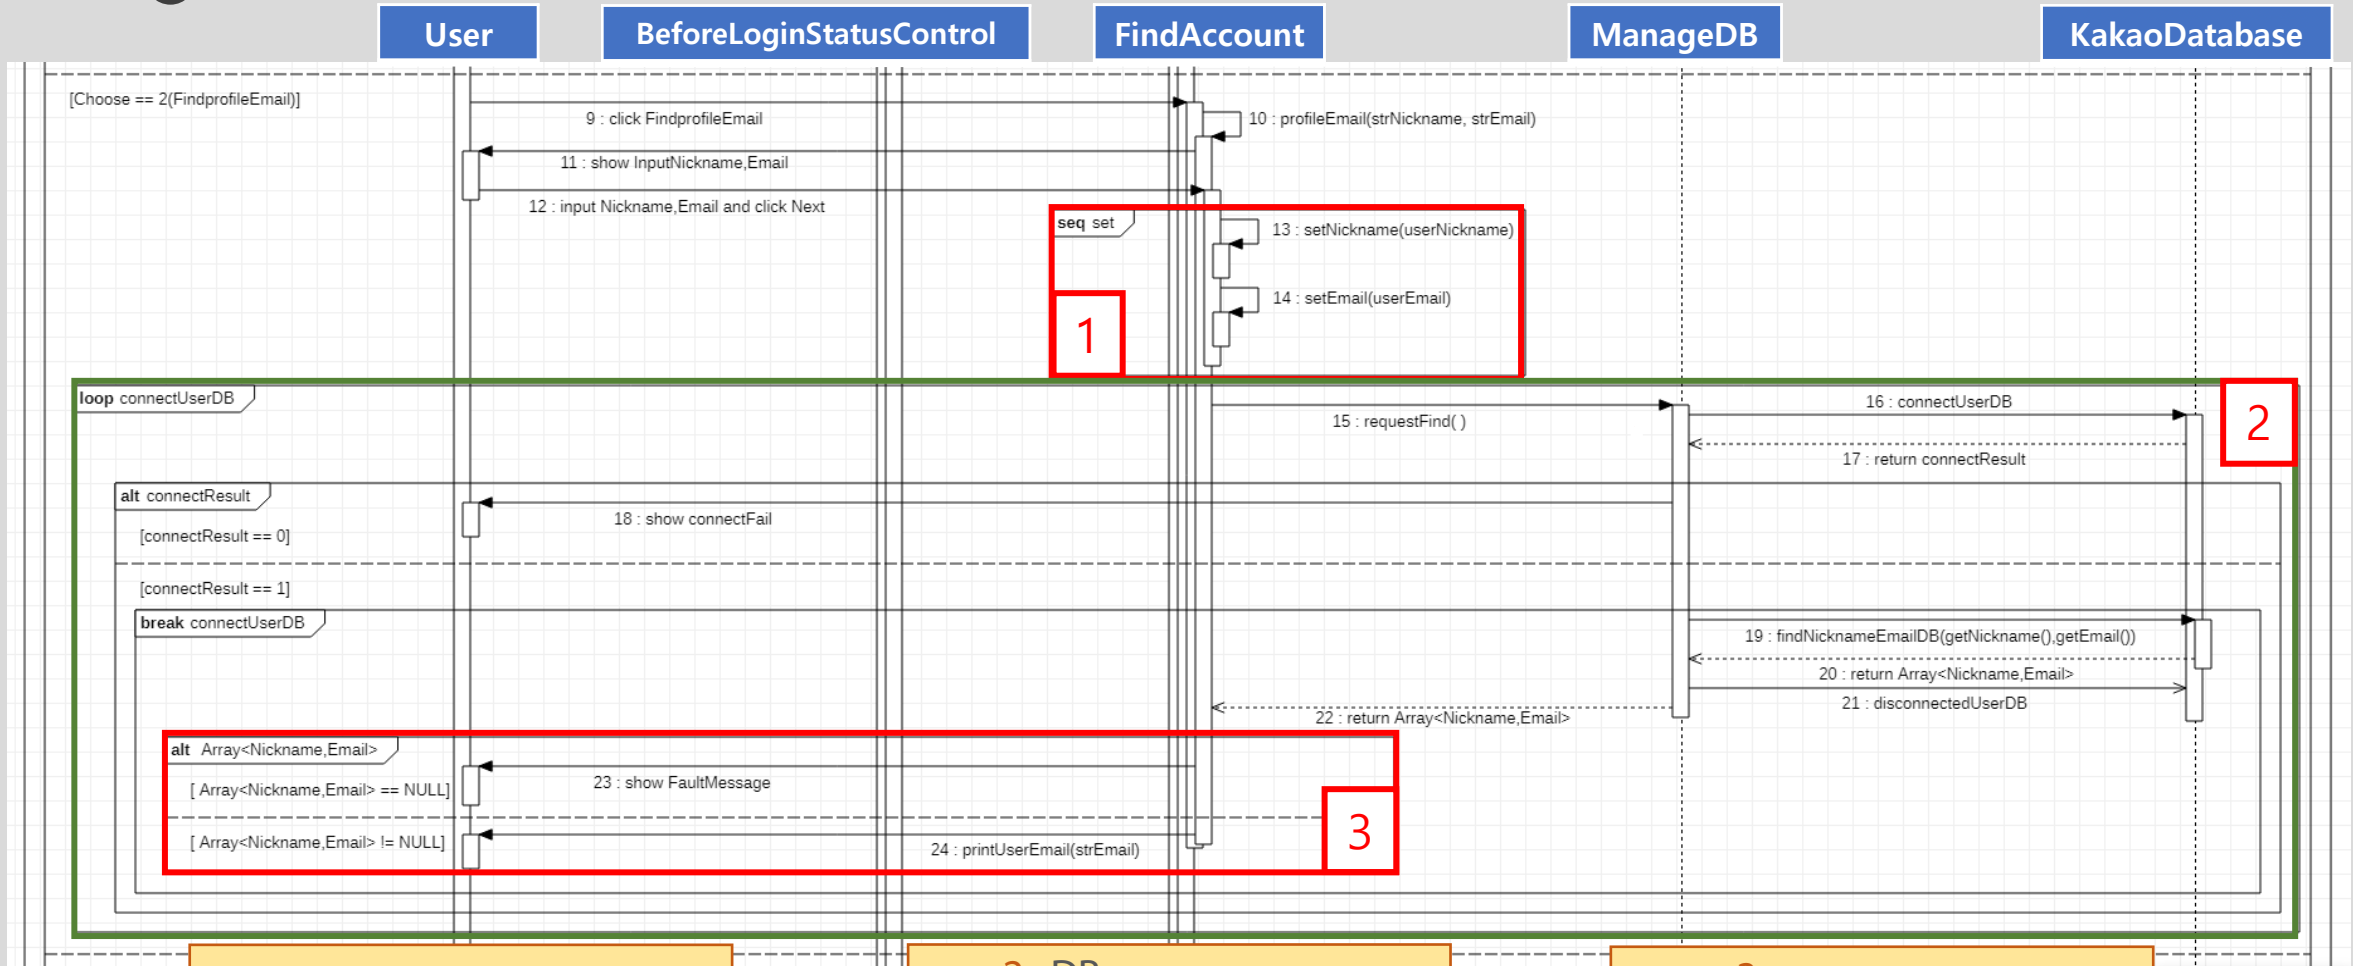 User
BeforeLoginStatusControl
FindAccount
ManageDB
KakaoDatabase
[Choose == 2(FindprofileEmail)]
9 : click FindprofileEmail
10 : profileEmail(strNickname, strEmail)
11 : show InputNickname,Email
12 : input Nickname,Email and click Next
seq set
13 : setNickname(userNickname)
14 : setEmail(userEmail)
1
loop connectUserDB
15 : requestFind( )
16 : connectUserDB
2
17 : return connectResult
alt connectResult
18 : show connectFail
[connectResult == 0]
[connectResult == 1]
break connectUserDB
19 : findNicknameEmailDB(getNickname(),getEmail())
20 : return Array<Nickname,Email>
21 : disconnectedUserDB
22 : return Array<Nickname,Email>
alt Array<Nickname,Email>
23 : show FaultMessage
[ Array<Nickname,Email> == NULL]
3
[ Array<Nickname,Email> != NULL]
24 : printUserEmail(strEmail)